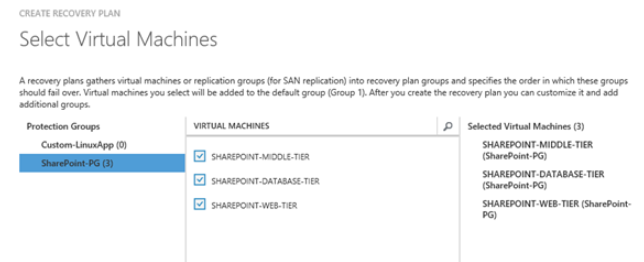 CREATE RECOVERY PLAN
Select Virtual Machines
A recovery plans gathers virtual machines or replication groups (for SAN replication) into recovery plan groups and specifies the order in which these groups
should fail over. Virtual machines you select will be added to the default group (Group 1). After you create the recovery plan you can customize it and add
additional groups.
Protection Groups
Custom-LinuxApp (0)
SharePoint-PG (3)
VIRTUAL MACHINES
SHAREPOINT-MIDDLE-TIER
SHAREPOINT-DATABASE-TIER
SHAREPOINT-WEB-TIER
Selected Virtual Machines (3)
SHAREPOINT-MIDDLE-TIER
(SharePoint-PG)
SHAREPOINT-DATABASE-TIER
(SharePoint-PG)
SHAREPOINT-WEB-TIER (SharePoint-
PG)